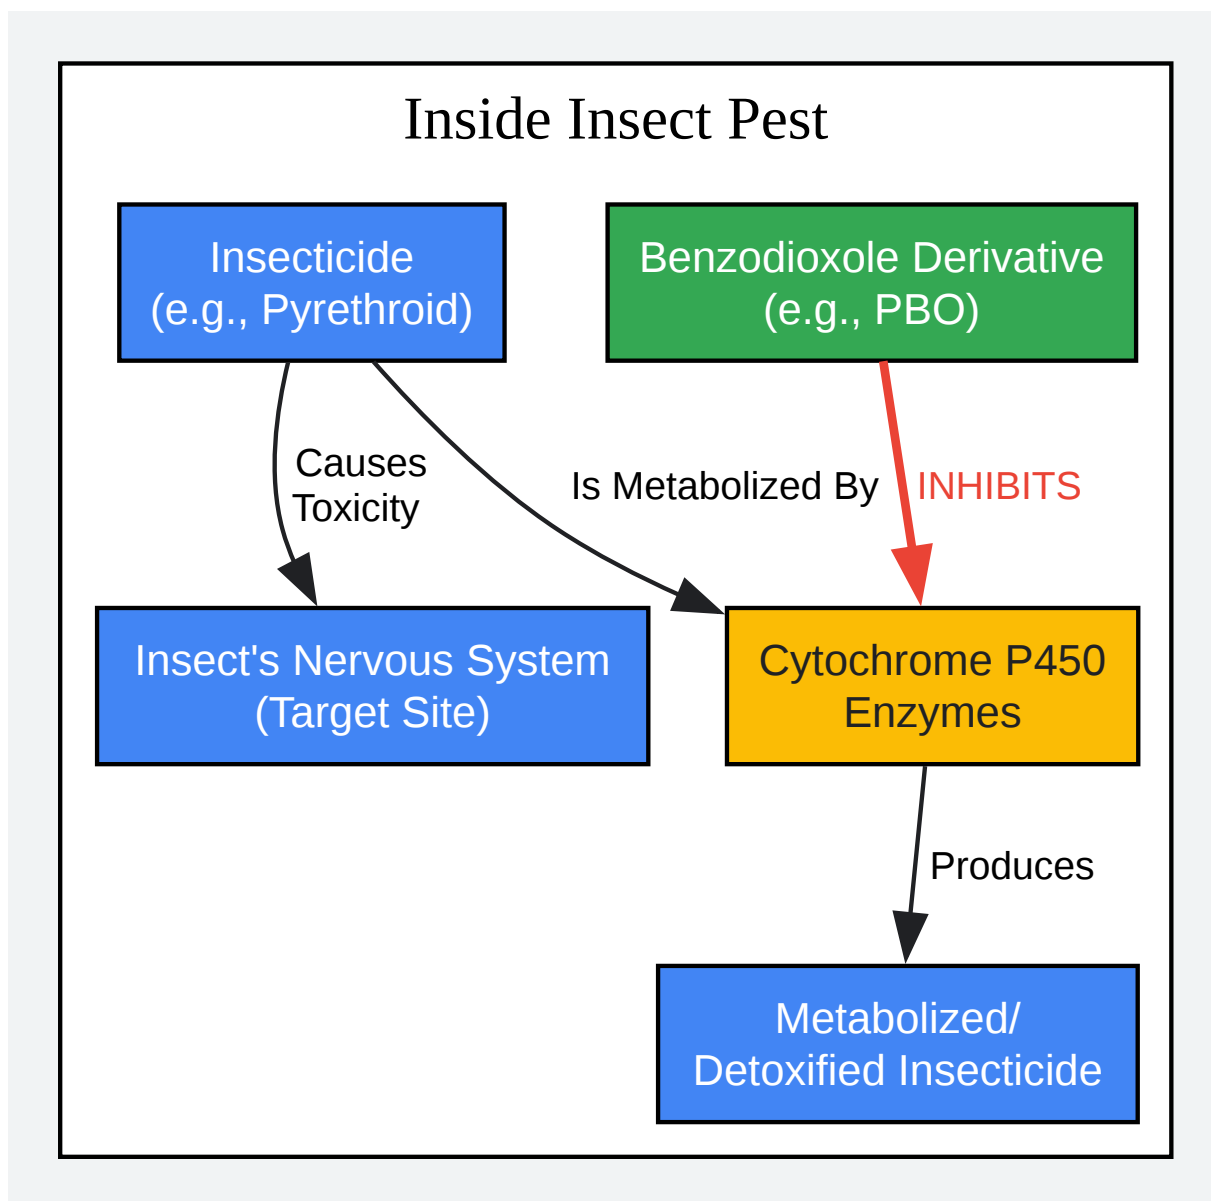 Inside Insect Pest
Insecticide
(e.g., Pyrethroid)
Benzodioxole Derivative
(e.g., PBO)
Causes
Toxicity
Is Metabolized By
INHIBITS
Insect's Nervous System
(Target Site)
Cytochrome P450
Enzymes
Produces
Metabolized/
Detoxified Insecticide